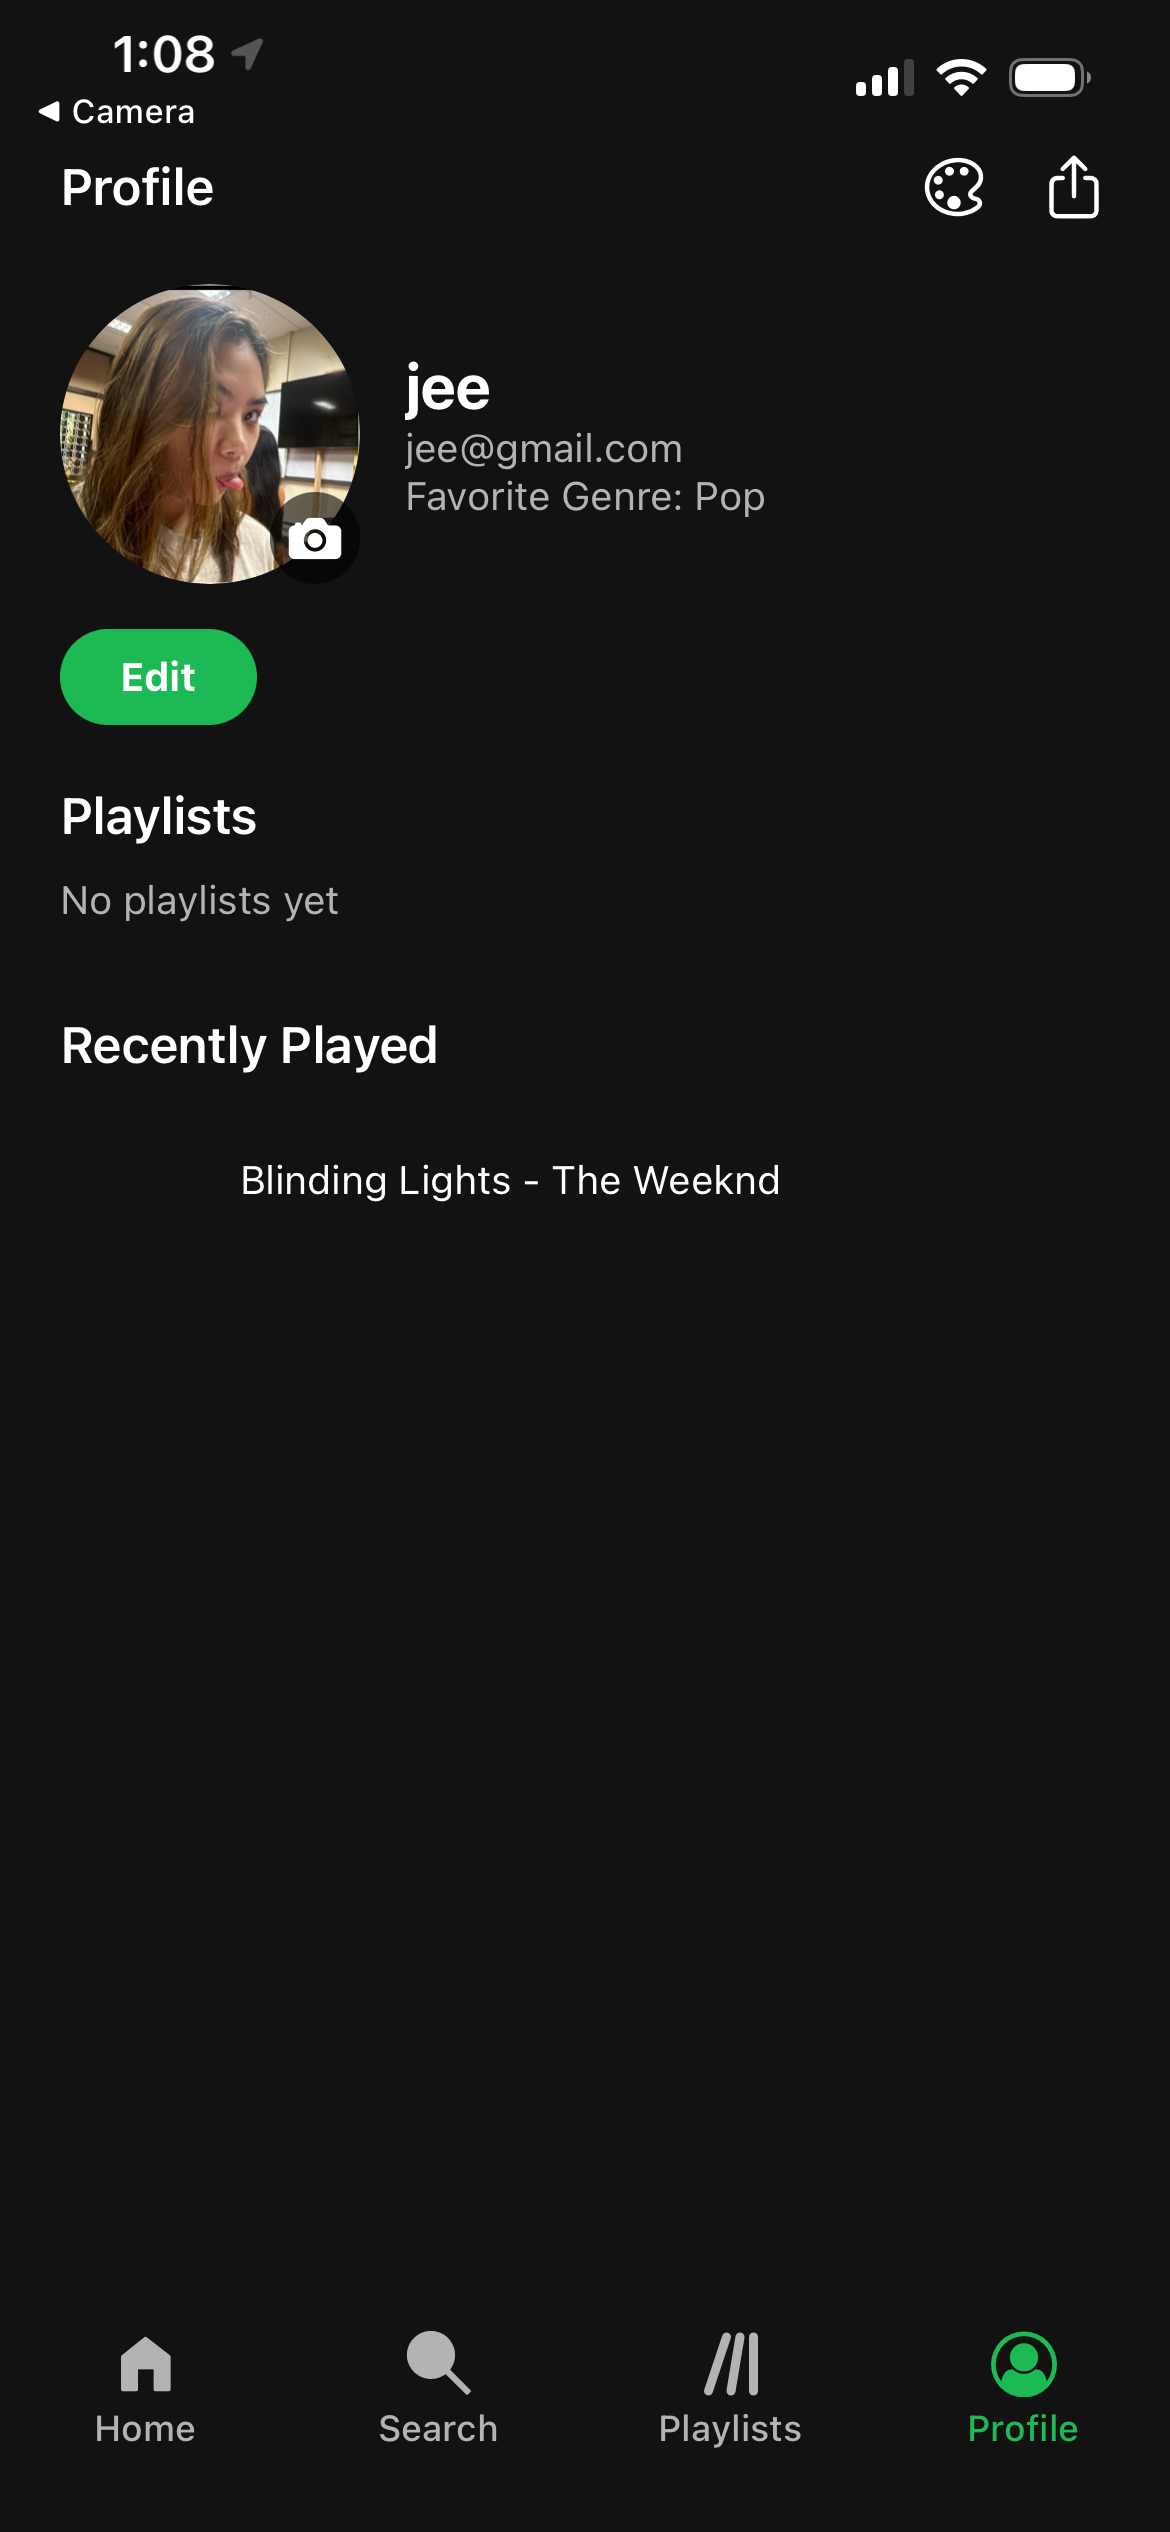 1:08
Camera
Profile
jee
jee@gmail.com
Favorite Genre: Pop
Edit
Playlists
No playlists yet
Recently Played
Blinding Lights - The Weeknd
Home
Search
Playlists
Profile